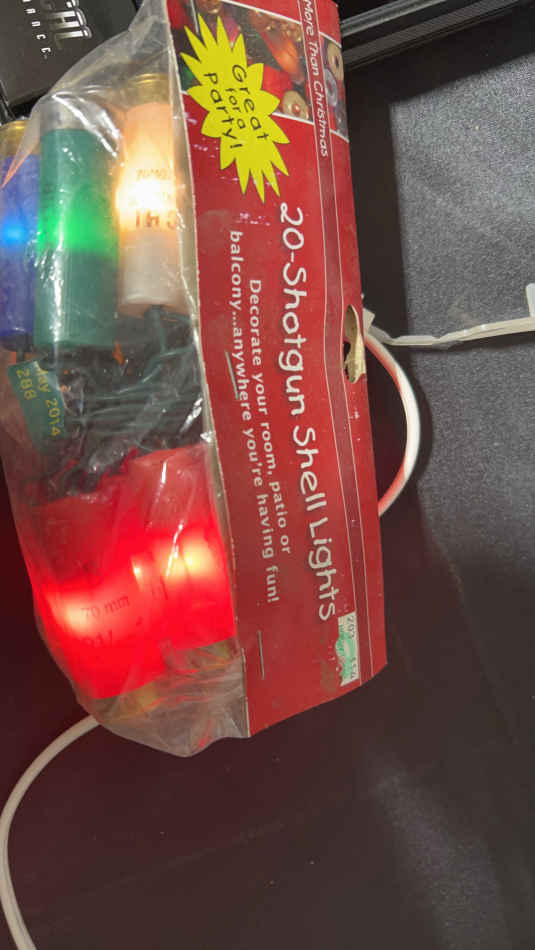 More Than Christmas
Great
for a
Party!
20-Shotgun Shell Lights
Decorate your room, patio or
balcony...anywhere you're having fun!
2014
288
70 mm